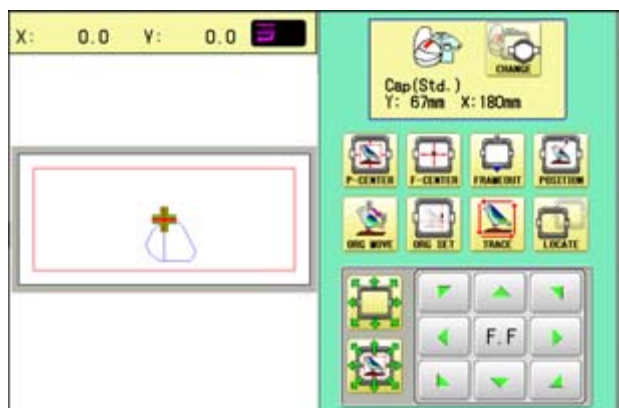 X: 0.0 Y: 0.0
CHANGE
Cap(Std.)
Y: 67mm X:180mm
P-CENTER F-CENTER FRAMEOUT POSITION
ORG MOVE ORG SET TRACE LOCATE
F.F